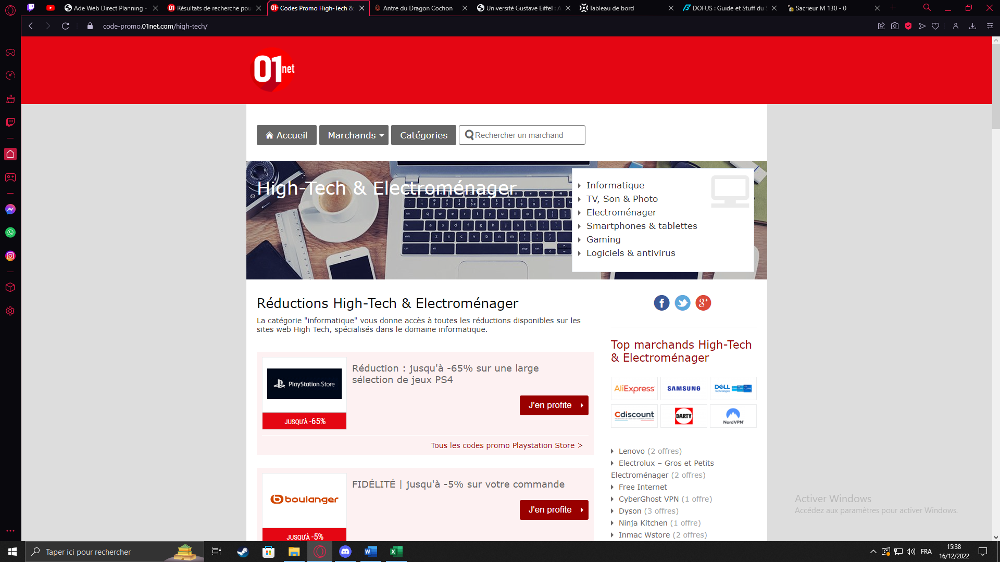 Ade Web Direct Planning -
Résultats de recherche pou
Codes Promo High-Tech &
Antre du Dragon Cochon
Université Gustave Eiffel : A
Tableau de bord
DOFUS : Guide et Stuff du S
Sacrieur M 130 - 0
code-promo.01net.com/high-tech/
01net
Accueil
Marchands
Catégories
Rechercher un marchand
High-Tech & Electroménager
Informatique
TV, Son & Photo
Electroménager
Smartphones & tablettes
Gaming
Logiciels & antivirus
Réductions High-Tech & Electroménager
La catégorie "informatique" vous donne accès à toutes les réductions disponibles sur les
sites web High Tech, spécialisés dans le domaine informatique.
PlayStation.Store
JUSQU'À -65%
Réduction : jusqu'à -65% sur une large
sélection de jeux PS4
J'en profite
Tous les codes promo Playstation Store >
boulanger
JUSQU'À -5%
FIDÉLITÉ | jusqu'à -5% sur votre commande
J'en profite
Top marchands High-Tech
& Electroménager
AliExpress
SAMSUNG
DELL
Technologies
Cdiscount
DARTY
NordVPN
Lenovo (2 offres)
Electrolux – Gros et Petits
Electroménager (2 offres)
Free Internet
CyberGhost VPN (1 offre)
Dyson (3 offres)
Ninja Kitchen (1 offre)
Inmac Wstore (2 offres)
Activer Windows
Accédez aux paramètres pour activer Windows.
Taper ici pour rechercher
FRA
15:38
16/12/2022